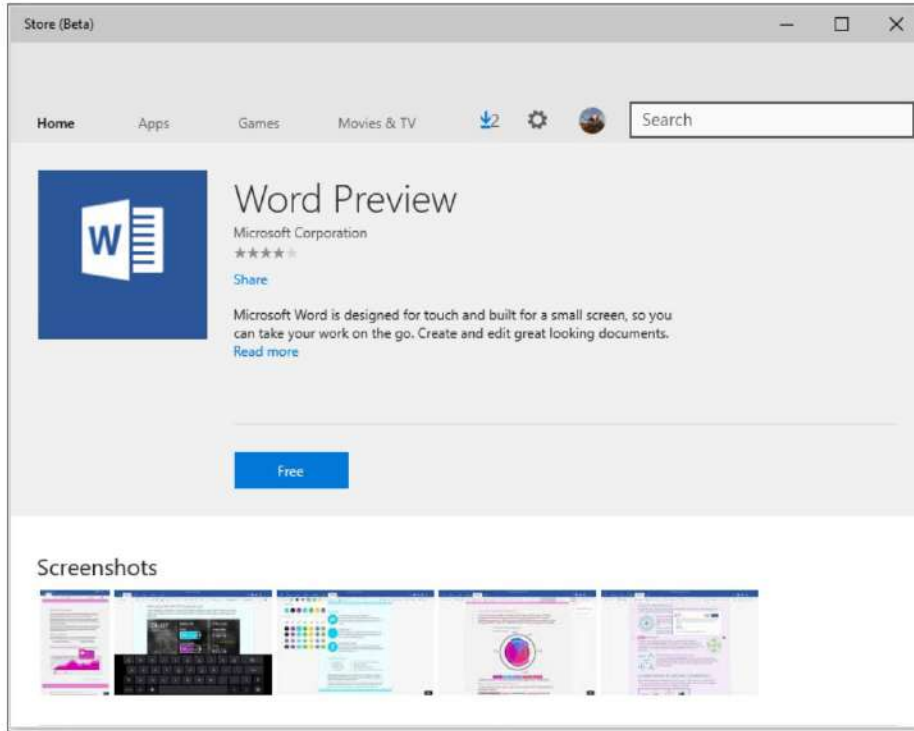 Store (Beta)
Home Apps Games Movies & TV 2 Search
W
Word Preview
Microsoft Corporation
Share
Microsoft Word is designed for touch and built for a small screen, so you
can take your work on the go. Create and edit great looking documents.
Read more
Free
Screenshots